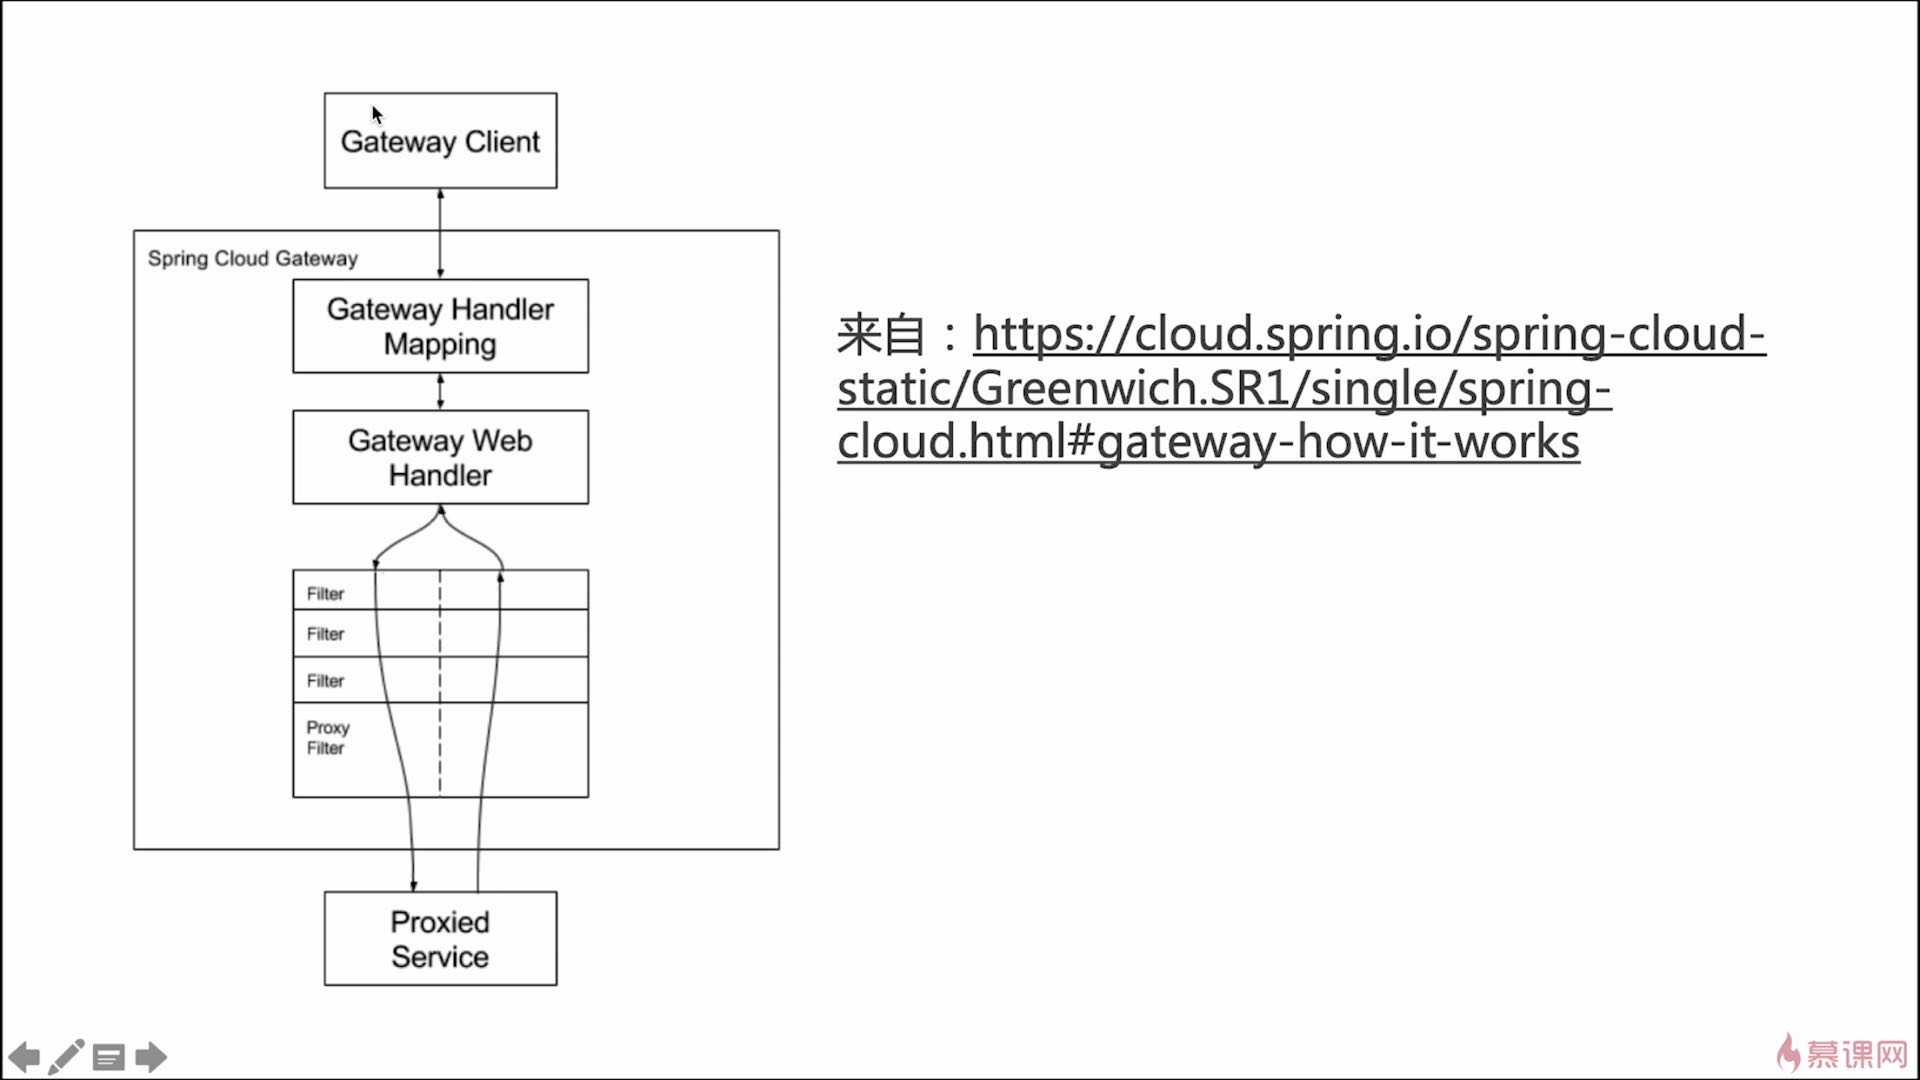 Gateway Client
Spring Cloud Gateway
Gateway Handler
Mapping
Gateway Web
Handler
Filter
Filter
Filter
Proxy
Filter
Proxied
Service
来自：https://cloud.spring.io/spring-cloud-
static/Greenwich.SR1/single/spring-
cloud.html#gateway-how-it-works
慕课网